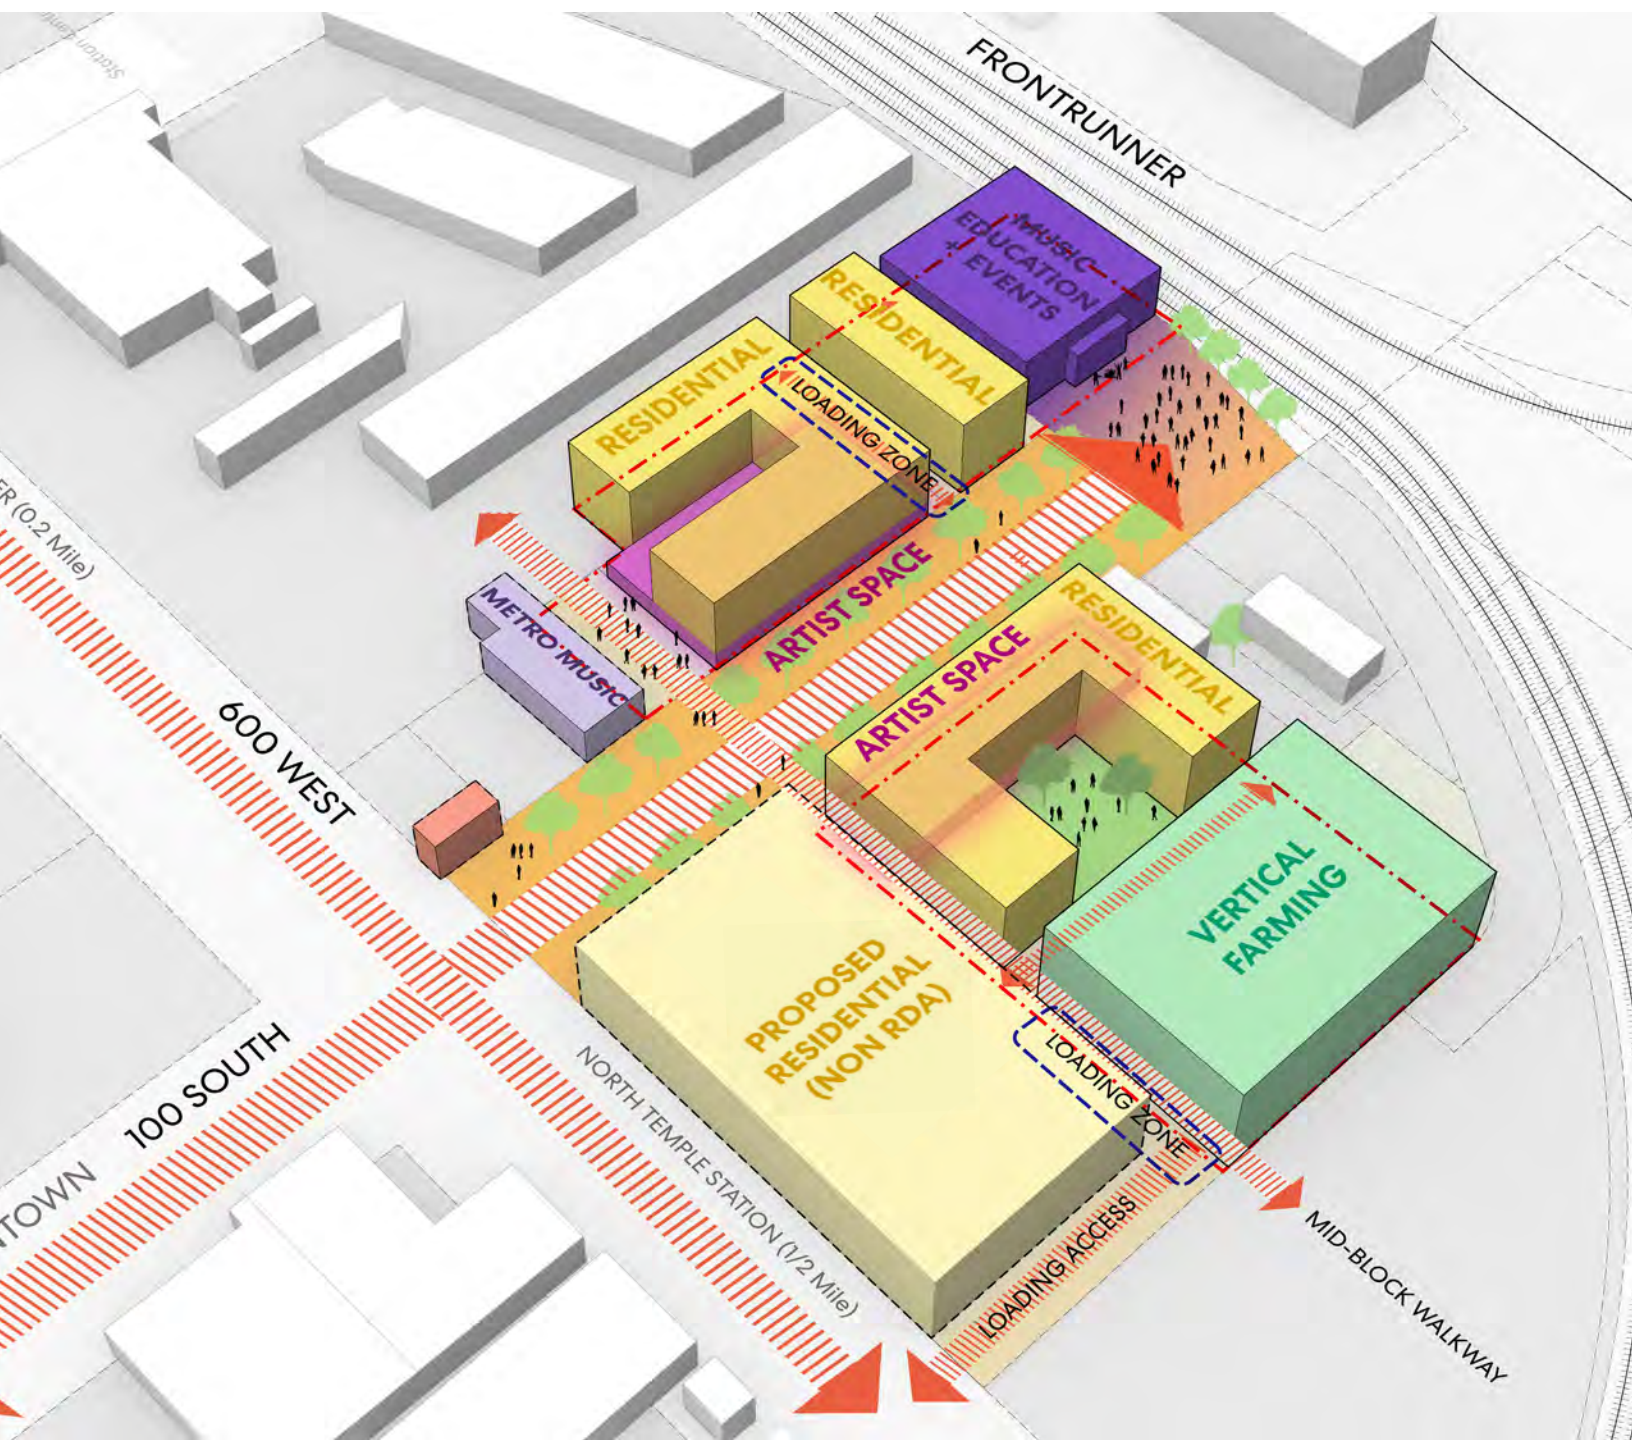 FRONTRUNNER
MUSIC
EDUCATION
+ EVENTS
RESIDENTIAL
RESIDENTIAL
LOADING ZONE
ARTIST SPACE
METRO MUSIC
(0.2 Mile)
600 WEST
RESIDENTIAL
ARTIST SPACE
VERTICAL
FARMING
PROPOSED
RESIDENTIAL
(NON RDA)
LOADING ZONE
100 SOUTH
NORTH TEMPLE STATION (1/2 Mile)
LOADING ACCESS
MID-BLOCK WALKWAY